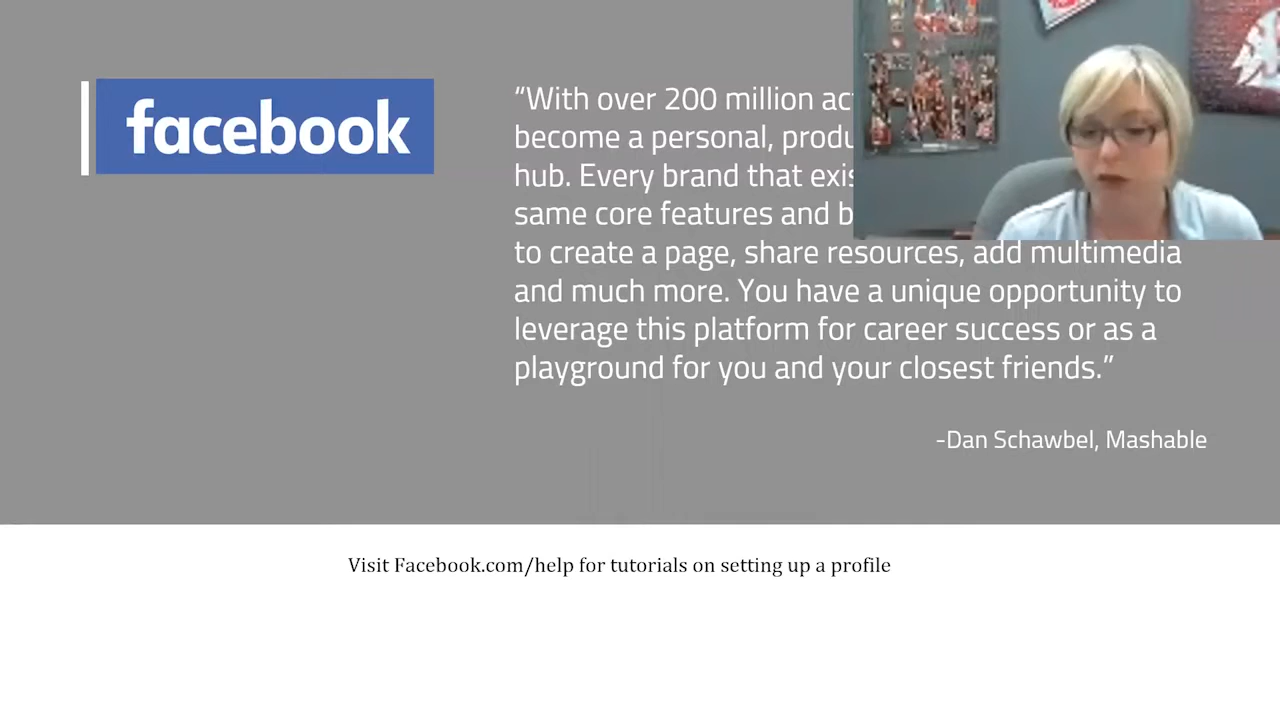 facebook
“With over 200 million
become a personal,
hub. Every brand that
same core features and
to create a page, share resources, add multimedia
and much more. You have a unique opportunity to
leverage this platform for career success or as a
playground for you and your closest friends.”
-Dan Schawbel, Mashable
Visit Facebook.com/help for tutorials on setting up a profile